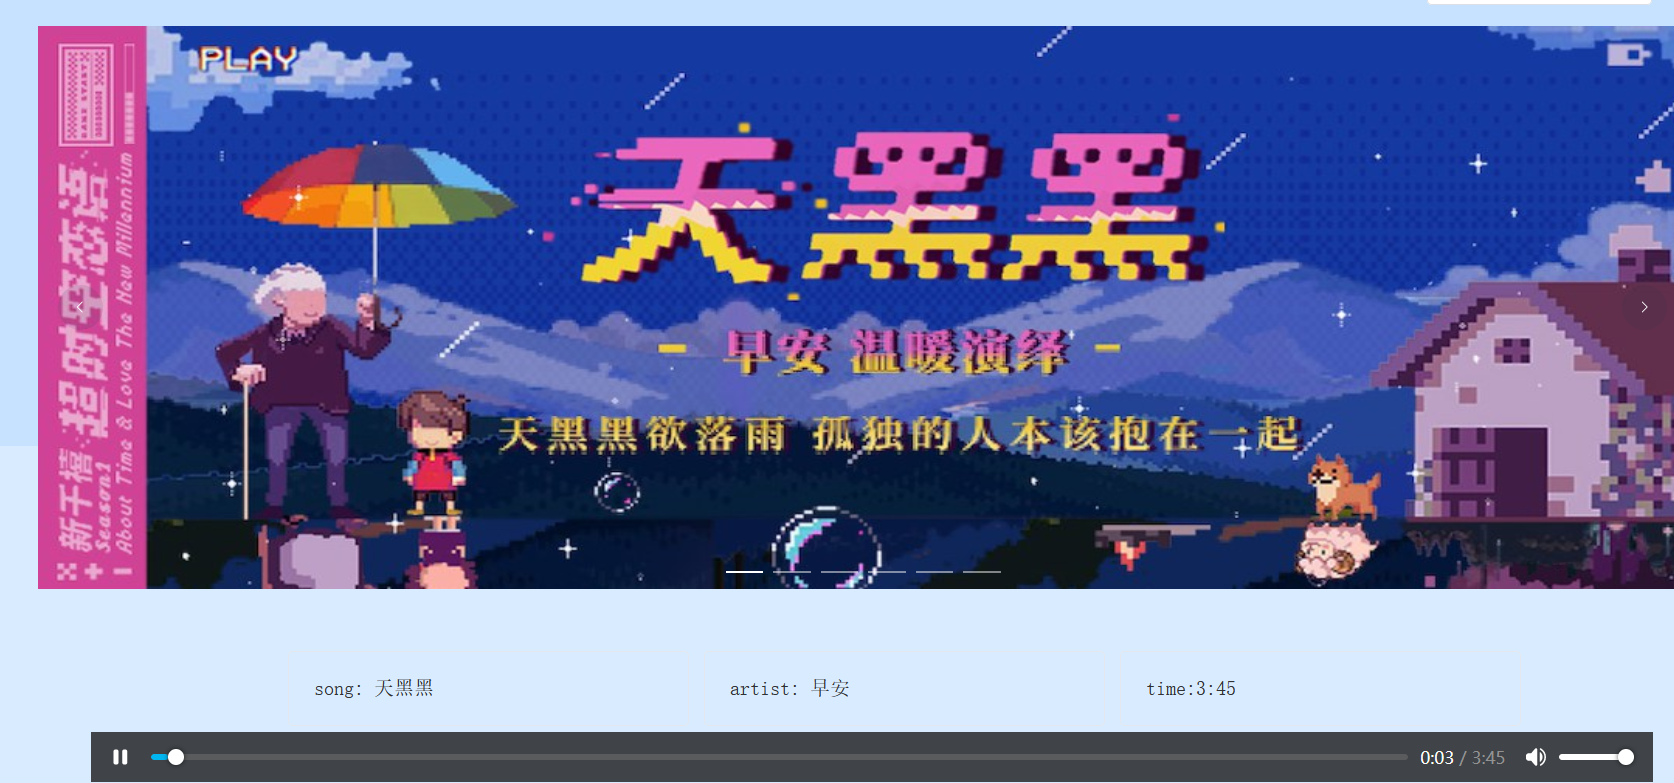 PLAY
天黑黑
早安 温暖演绎
天黑黑欲落雨 孤独的人本该抱在一起
新千禧 超时空恋语
Season1
About Time & Love The New Millennium
song: 天黑黑
artist: 早安
time:3:45
0:03 / 3:45